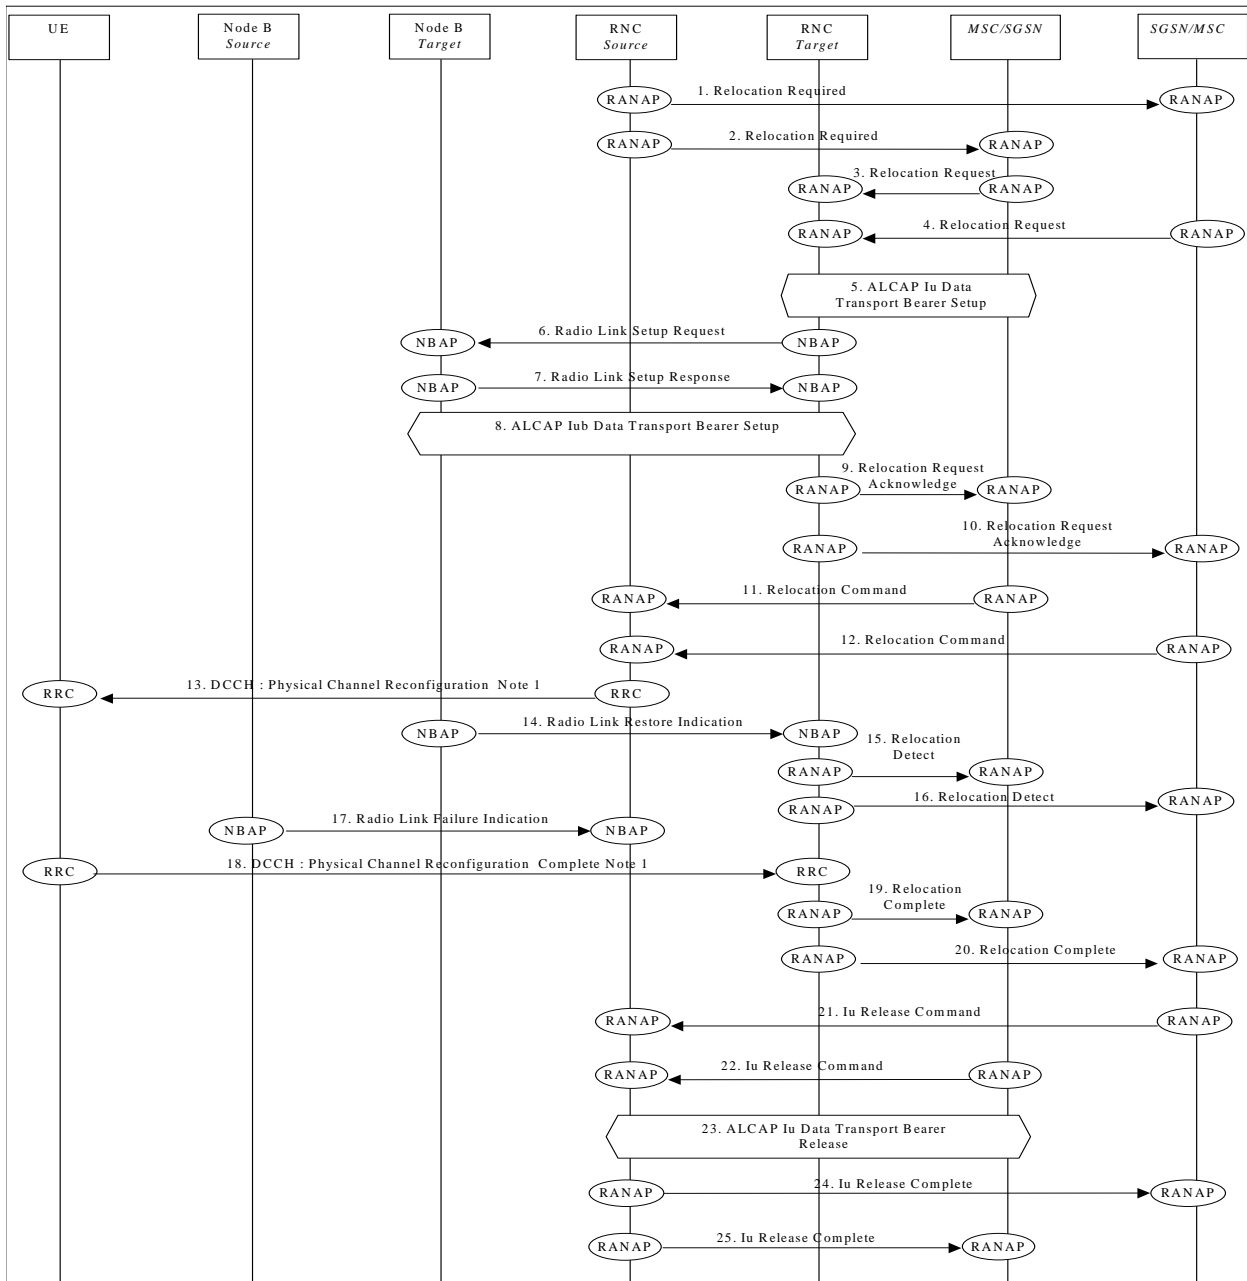 UE
Node B
Source
Node B
Target
RNC
Source
RNC
Target
MSC/SGSN
SGSN/MSC
RANAP
1. Relocation Required
RANAP
RANAP
2. Relocation Required
RANAP
RANAP
3. Relocation Request
RANAP
RANAP
4. Relocation Request
RANAP
5. ALCAP Iu Data
Transport Bearer Setup
NBAP
6. Radio Link Setup Request
NBAP
NBAP
7. Radio Link Setup Response
NBAP
8. ALCAP Iub Data Transport Bearer Setup
RANAP
9. Relocation Request
Acknowledge
RANAP
RANAP
10. Relocation Request
Acknowledge
RANAP
RANAP
11. Relocation Command
RANAP
RANAP
12. Relocation Command
RANAP
RRC
13. DCCH : Physical Channel Reconfiguration Note 1
RRC
NBAP
14. Radio Link Restore Indication
NBAP
RANAP
15. Relocation
Detect
RANAP
RANAP
16. Relocation Detect
RANAP
NBAP
17. Radio Link Failure Indication
NBAP
RRC
18. DCCH : Physical Channel Reconfiguration Complete Note 1
RRC
RANAP
19. Relocation
Complete
RANAP
RANAP
20. Relocation Complete
RANAP
RANAP
21. Iu Release Command
RANAP
RANAP
22. Iu Release Command
RANAP
23. ALCAP Iu Data Transport Bearer
Release
RANAP
24. Iu Release Complete
RANAP
RANAP
25. Iu Release Complete
RANAP